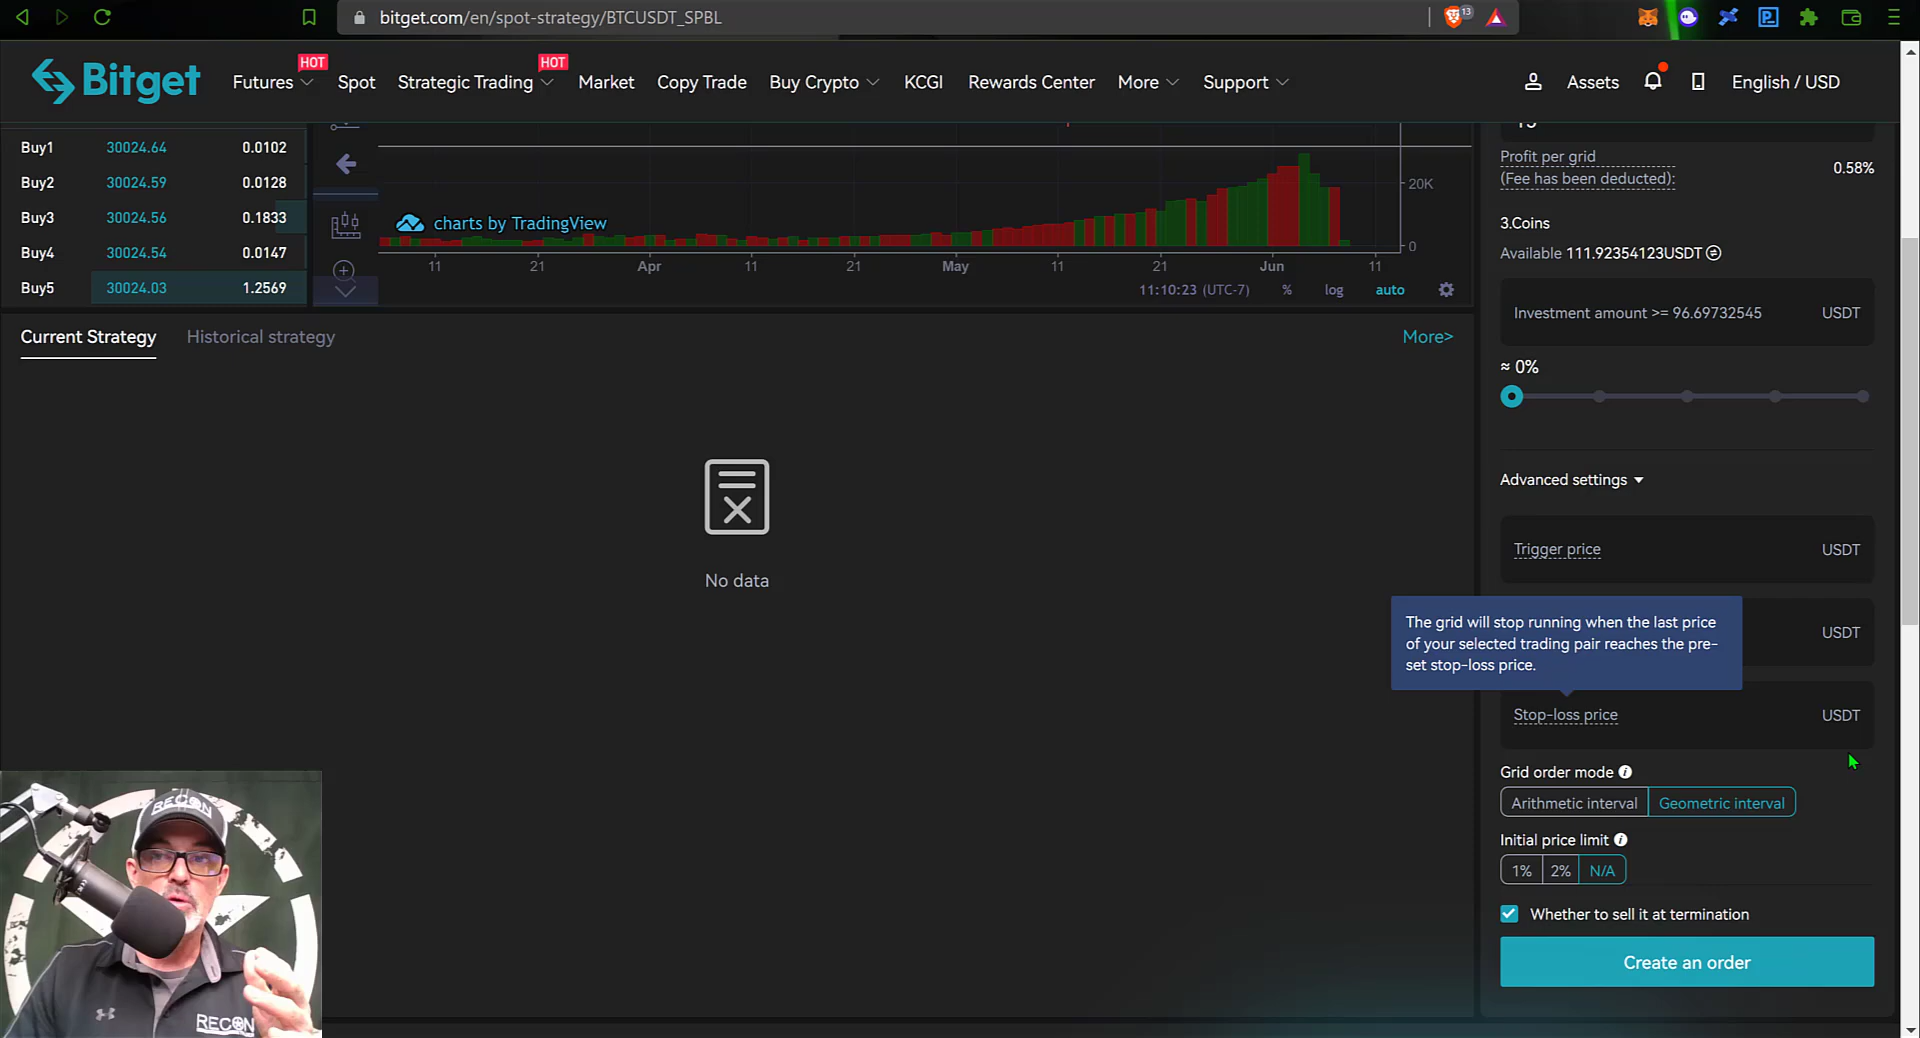 bitget.com/en/spot-strategy/BTCUSDT_SPBL
13
Bitget
Futures
HOT
Spot
Strategic Trading
HOT
Market
Copy Trade
Buy Crypto
KCGI
Rewards Center
More
Support
Assets
English / USD
Buy1 30024.64 0.0102
Buy2 30024.59 0.0128
Buy3 30024.56 0.1833
Buy4 30024.54 0.0147
Buy5 30024.03 1.2569
charts by TradingView
20K
0
11 21 Apr 11 21 May 11 21 Jun 11
11:10:23 (UTC-7) % log auto
Current Strategy
Historical strategy
More>
No data
Profit per grid
(Fee has been deducted):
0.58%
3.Coins
Available 111.92354123USDT
Investment amount >= 96.69732545 USDT
≈ 0%
Advanced settings
Trigger price USDT
The grid will stop running when the last price
of your selected trading pair reaches the pre-
set stop-loss price.
USDT
Stop-loss price USDT
Grid order mode
Arithmetic interval Geometric interval
Initial price limit
1% 2% N/A
Whether to sell it at termination
Create an order
RECON
RECON